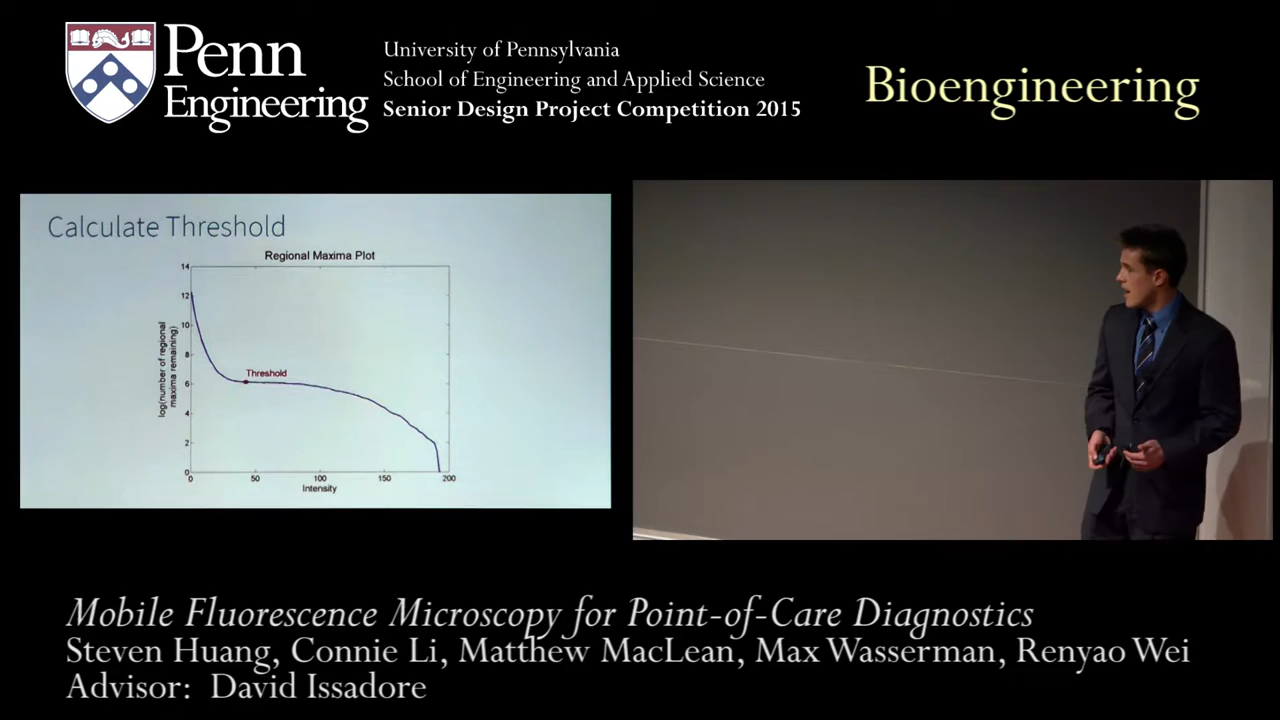 Penn
Engineering
University of Pennsylvania
School of Engineering and Applied Science
Senior Design Project Competition 2015
Bioengineering
Calculate Threshold
Regional Maxima Plot
14
12
10
8
6
4
2
0
log(number of regional
maxima remaining)
Threshold
0 50 100 150 200
Intensity
Mobile Fluorescence Microscopy for Point-of-Care Diagnostics
Steven Huang, Connie Li, Matthew MacLean, Max Wasserman, Renyao Wei
Advisor: David Issadore